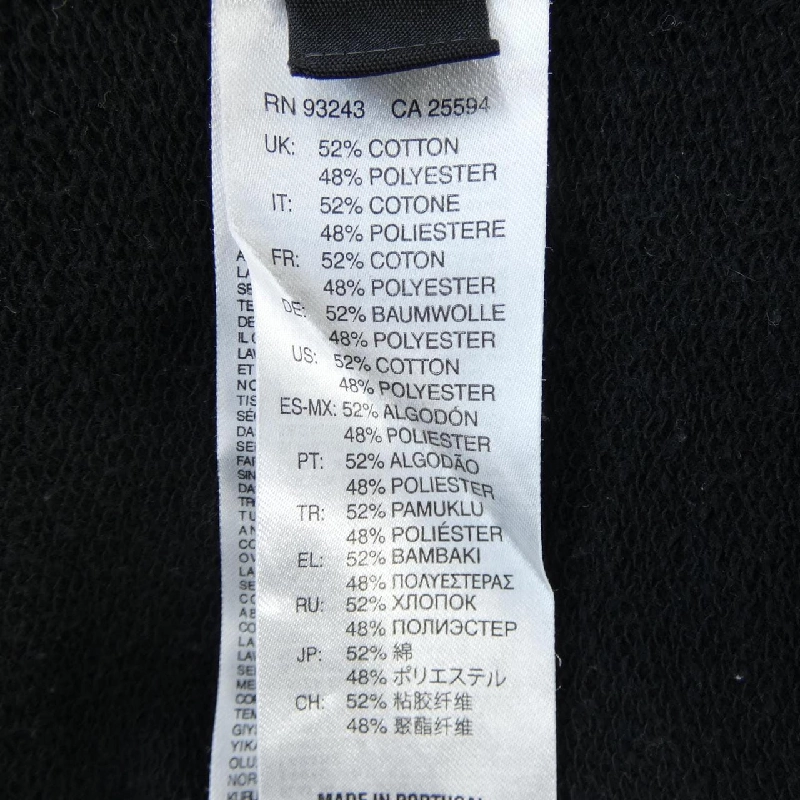 RN 93243 CA 25594
UK: 52% COTTON
48% POLYESTER
IT: 52% COTONE
48% POLIESTERE
FR: 52% COTON
48% POLYESTER
DE: 52% BAUMWOLLE
48% POLYESTER
US: 52% COTTON
48% POLYESTER
ES-MX: 52% ALGODÓN
48% POLIESTER
PT: 52% ALGODÃO
48% POLIESTER
TR: 52% PAMUKLU
48% POLIÉSTER
EL: 52% BAMBAKI
48% ΠΟΛΥΕΣΤΕΡΑΣ
RU: 52% ХЛОПОК
48% ПОЛИЭСТЕР
JP: 52% 綿
48% ポリエステル
CH: 52% 粘胶纤维
48% 聚酯纤维
MADE IN PORTUGAL